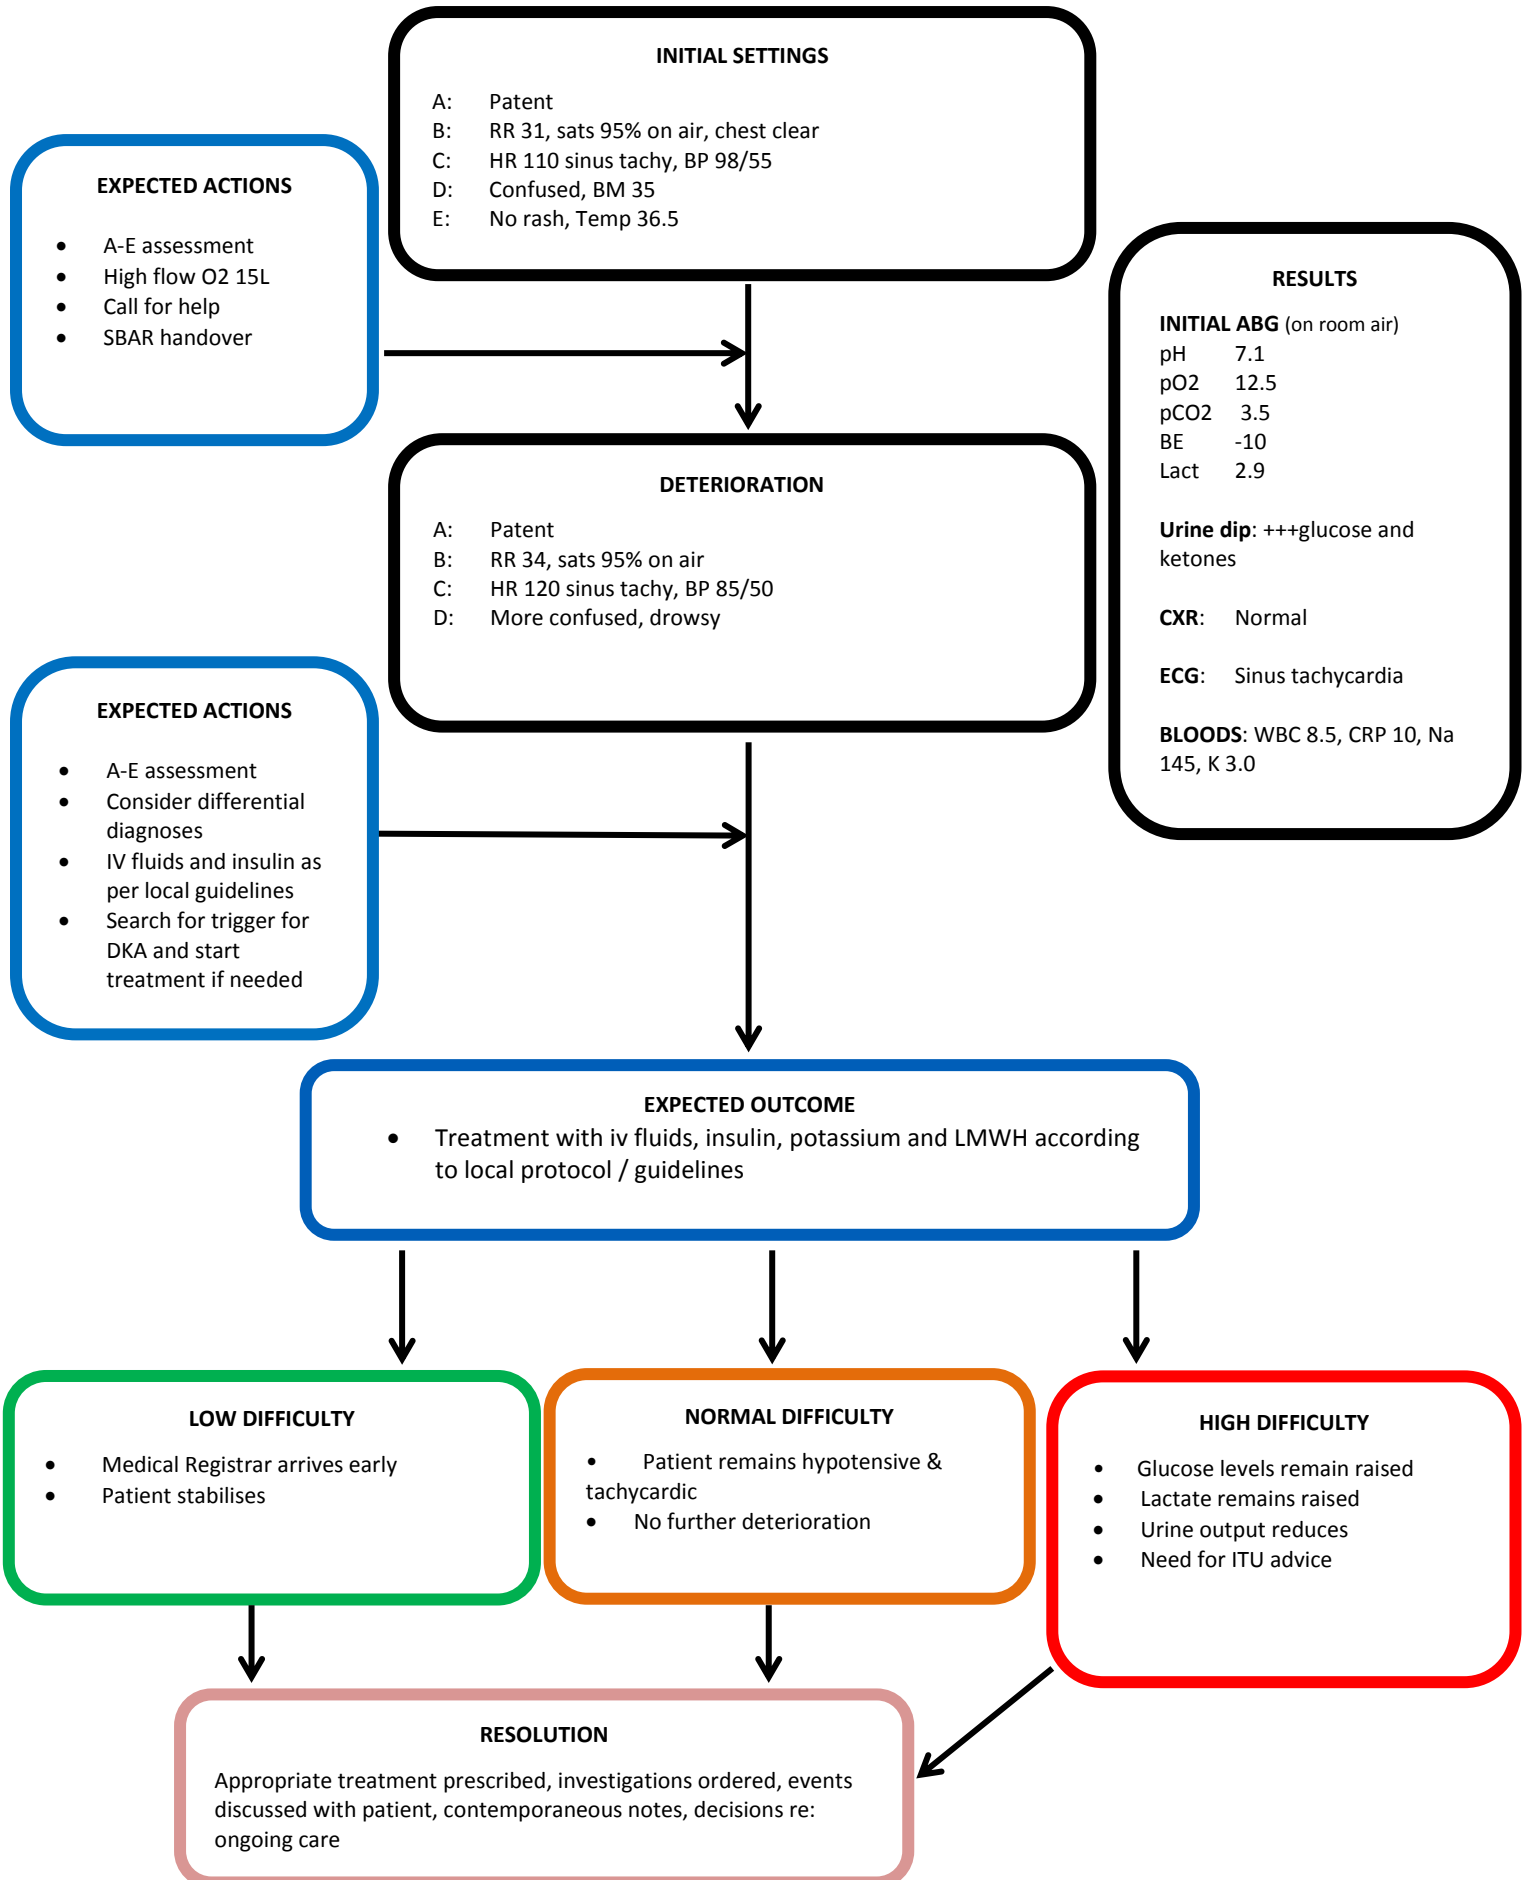 INITIAL SETTINGS
A: Patent
B: RR 31, sats 95% on air, chest clear
C: HR 110 sinus tachy, BP 98/55
D: Confused, BM 35
E: No rash, Temp 36.5
EXPECTED ACTIONS
• A-E assessment
• High flow O2 15L
• Call for help
• SBAR handover
RESULTS
INITIAL ABG (on room air)
pH 7.1
pO2 12.5
pCO2 3.5
BE -10
Lact 2.9
Urine dip: +++glucose and
ketones
CXR: Normal
ECG: Sinus tachycardia
BLOODS: WBC 8.5, CRP 10, Na
145, K 3.0
DETERIORATION
A: Patent
B: RR 34, sats 95% on air
C: HR 120 sinus tachy, BP 85/50
D: More confused, drowsy
EXPECTED ACTIONS
• A-E assessment
• Consider differential
diagnoses
• IV fluids and insulin as
per local guidelines
• Search for trigger for
DKA and start
treatment if needed
EXPECTED OUTCOME
• Treatment with iv fluids, insulin, potassium and LMWH according
to local protocol / guidelines
LOW DIFFICULTY
• Medical Registrar arrives early
• Patient stabilises
NORMAL DIFFICULTY
• Patient remains hypotensive &
tachycardic
• No further deterioration
HIGH DIFFICULTY
• Glucose levels remain raised
• Lactate remains raised
• Urine output reduces
• Need for ITU advice
RESOLUTION
Appropriate treatment prescribed, investigations ordered, events
discussed with patient, contemporaneous notes, decisions re:
ongoing care